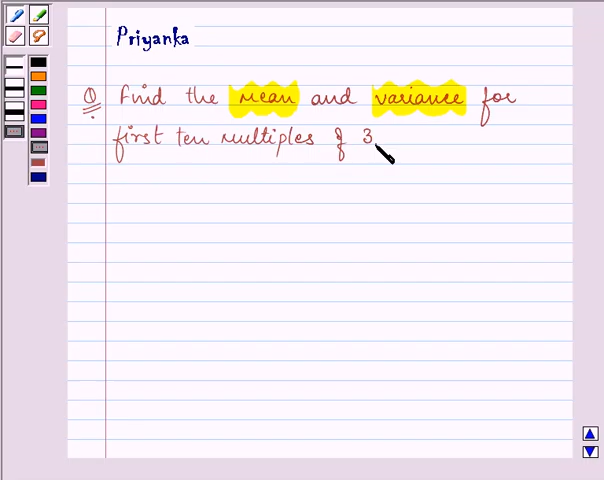 Priyanka
Q Find the mean and variance for
first ten multiples of 3